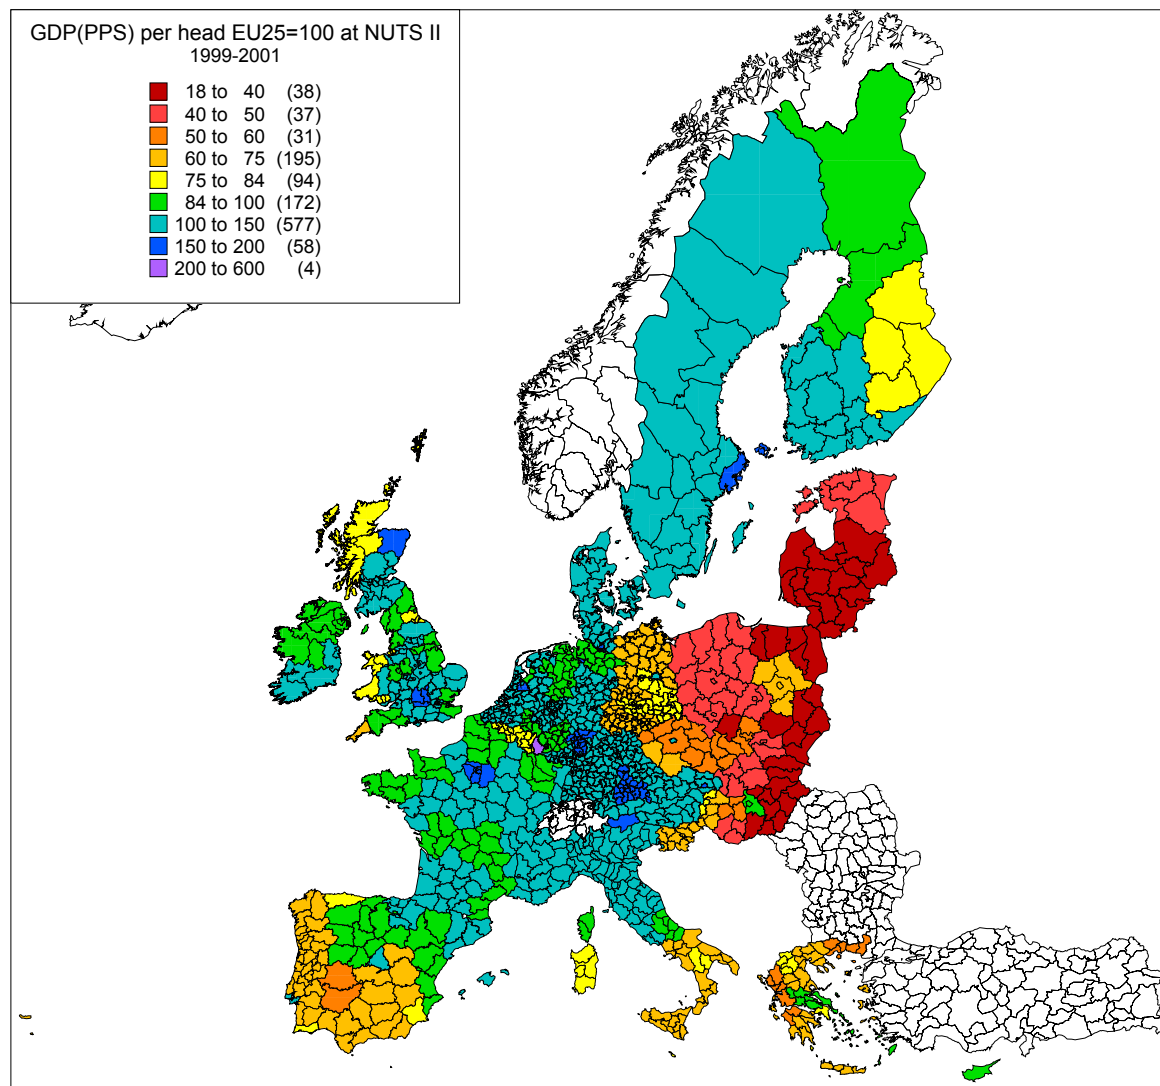 GDP(PPS) per head EU25=100 at NUTS II
1999-2001
18 to 40 (38)
40 to 50 (37)
50 to 60 (31)
60 to 75 (195)
75 to 84 (94)
84 to 100 (172)
100 to 150 (577)
150 to 200 (58)
200 to 600 (4)